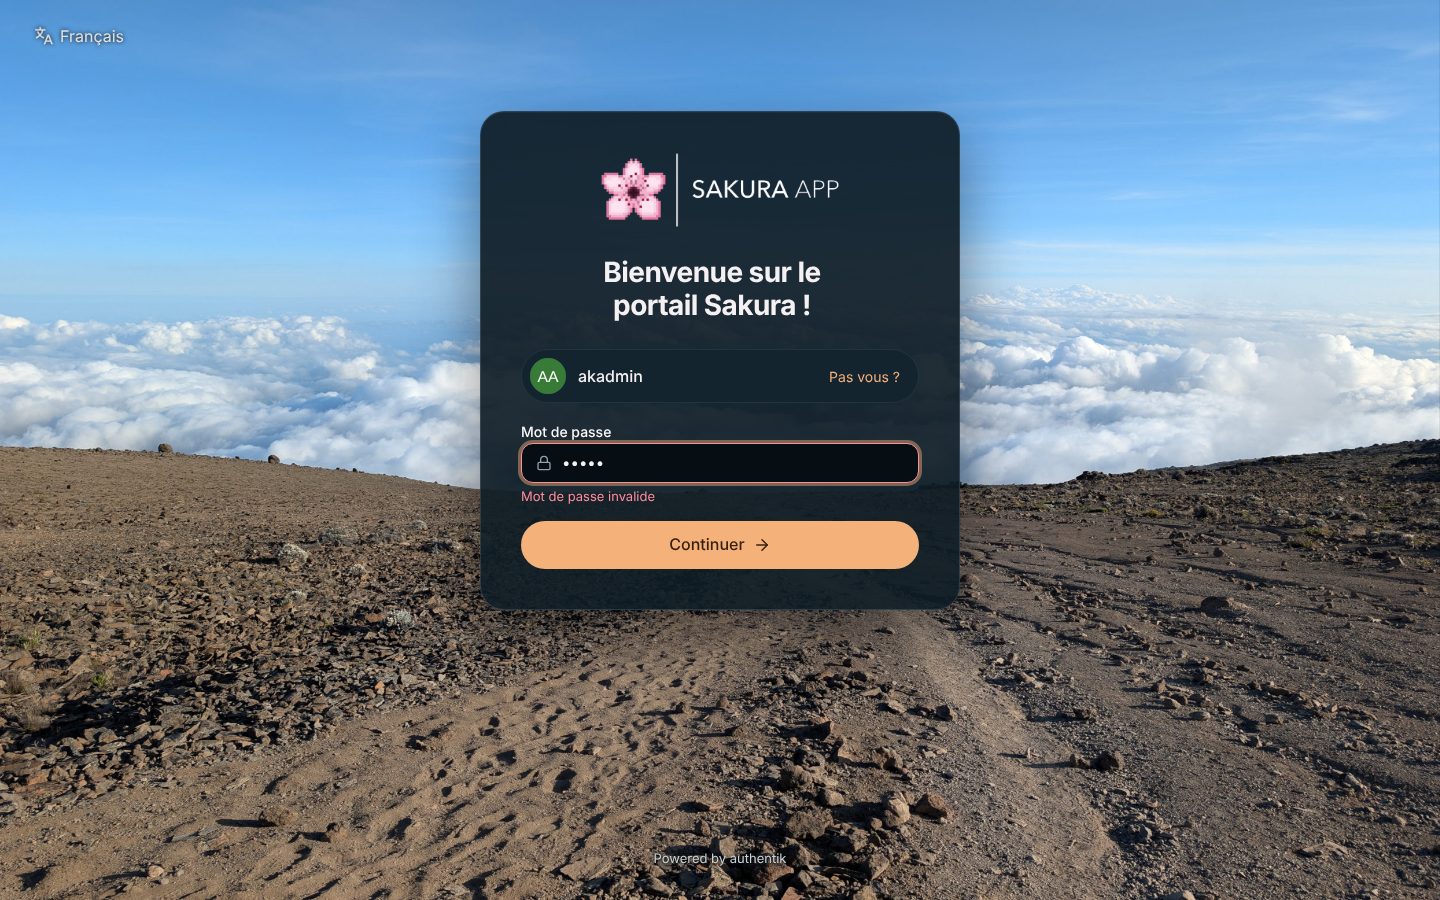 Français
SAKURA APP
Bienvenue sur le
portail Sakura !
AA
akadmin
Pas vous ?
Mot de passe
•••••
Mot de passe invalide
Continuer →
Powered by authentik